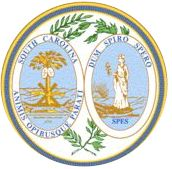 SOUTH CAROLINA
ANIMIS OPIBUSQUE PARATI
DUM SPIRO SPERO
SPES